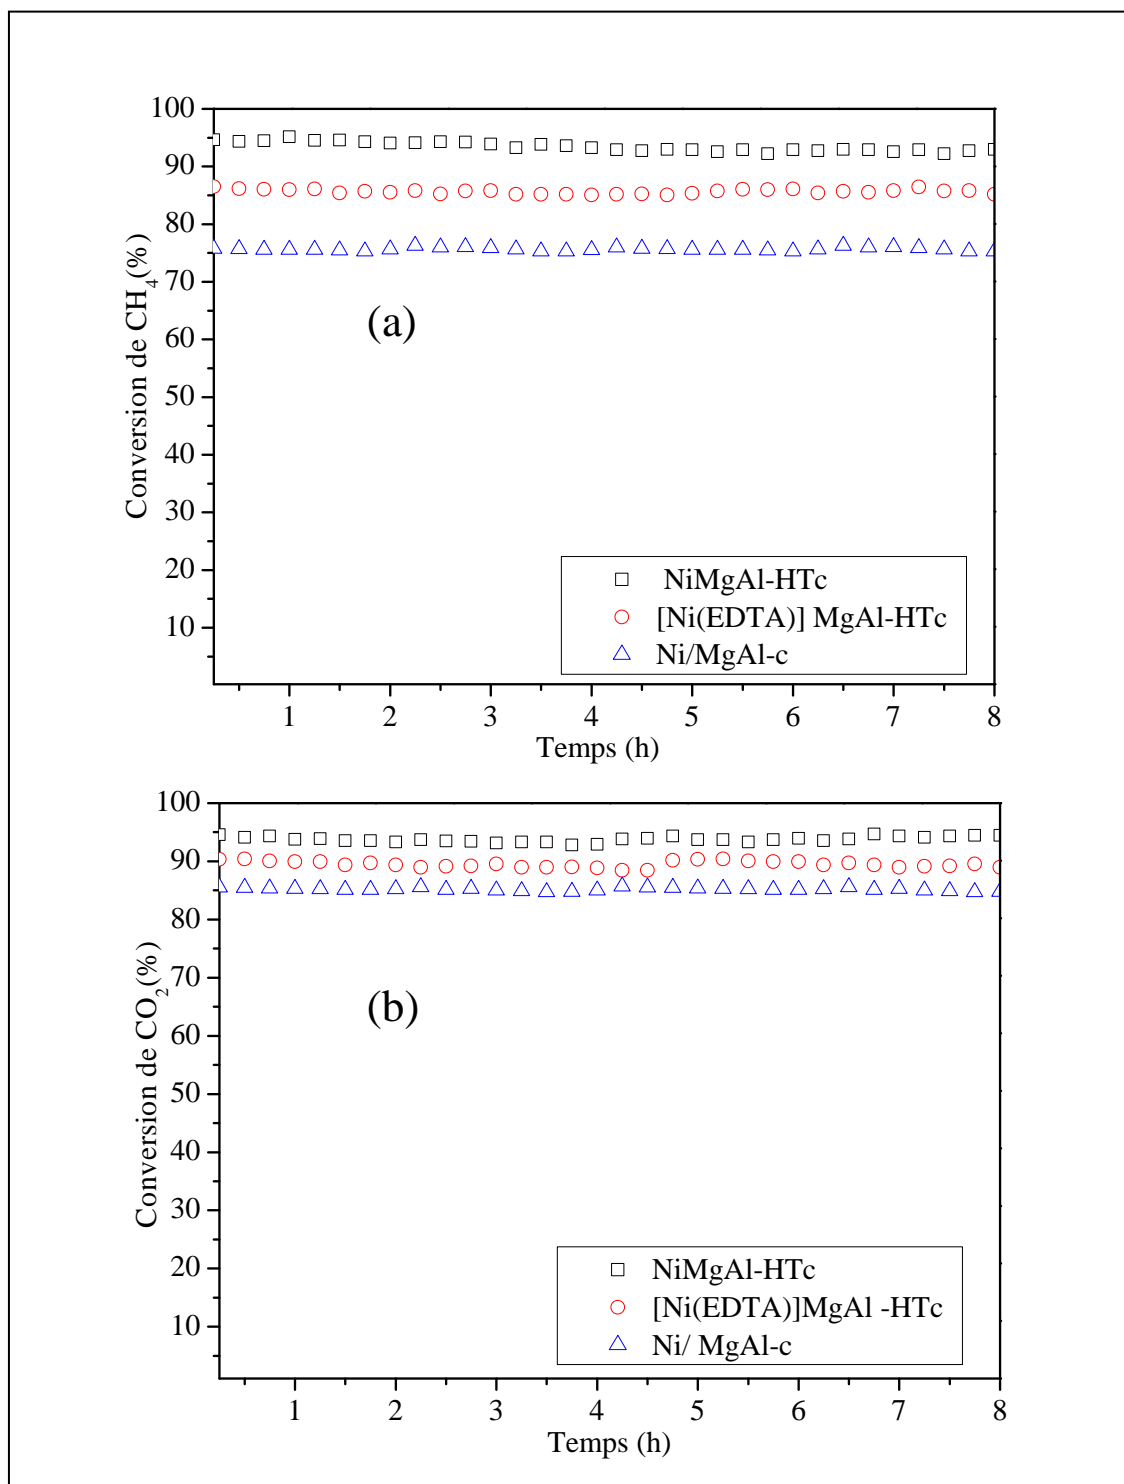 100
90
80
70
60
50
40
30
20
10
Conversion de CH4(%)
(a)
NiMgAl-HTc
[Ni(EDTA)] MgAl-HTc
Ni/MgAl-c
1 2 3 4 5 6 7 8
Temps (h)
100
90
80
70
60
50
40
30
20
10
Conversion de CO2(%)
(b)
NiMgAl-HTc
[Ni(EDTA)]MgAl -HTc
Ni/ MgAl-c
1 2 3 4 5 6 7 8
Temps (h)